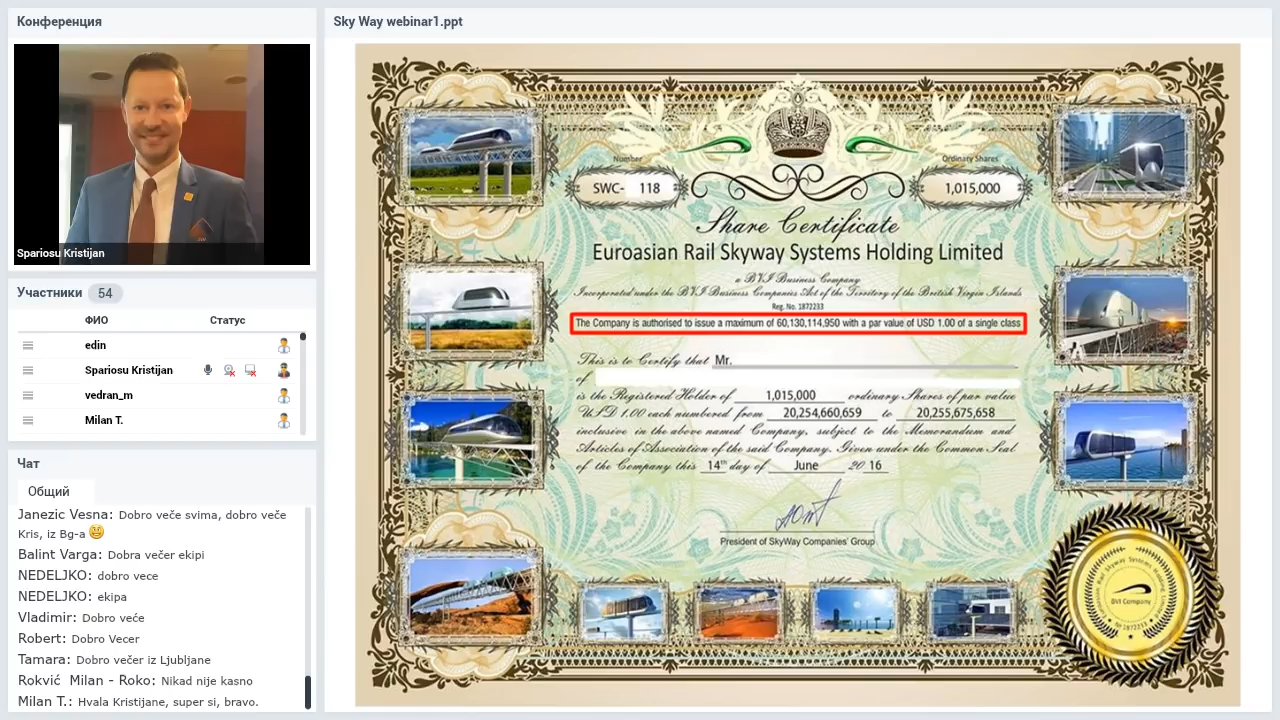 Конференция
Spariosu Kristijan
Участники 54
ФИО Статус
edin
Spariosu Kristijan
vedran_m
Milan T.
Чат
Общий
Janezic Vesna: Dobro veče svima, dobro veče
Kris, iz Bg-a
Balint Varga: Dobra večer ekipi
NEDELJKO: dobro vece
NEDELJKO: ekipa
Vladimir: Dobro veće
Robert: Dobro Vecer
Tamara: Dobro večer iz Ljubljane
Rokvić Milan - Roko: Nikad nije kasno
Milan T.: Hvala Kristijane, super si, bravo.
Sky Way webinar1.ppt
Number
SWC- 118
Ordinary Shares
1,015,000
Share Certificate
Euroasian Rail Skyway Systems Holding Limited
a BVI Business Company
Incorporated under the BVI Business Companies Act of the Territory of the British Virgin Islands
Reg. No. 1872233
The Company is authorised to issue a maximum of 60,130,114,950 with a par value of USD 1.00 of a single class
This is to Certify that Mr.
of
is the Registered Holder of 1,015,000 ordinary Shares of par value
USD 1.00 each numbered from 20,254,660,659 to 20,255,675,658
inclusive in the above named Company, subject to the Memorandum and
Articles of Association of the said Company. Given under the Common Seal
of the Company this 14th day of June 20 16
President of SkyWay Companies' Group
BVI Company